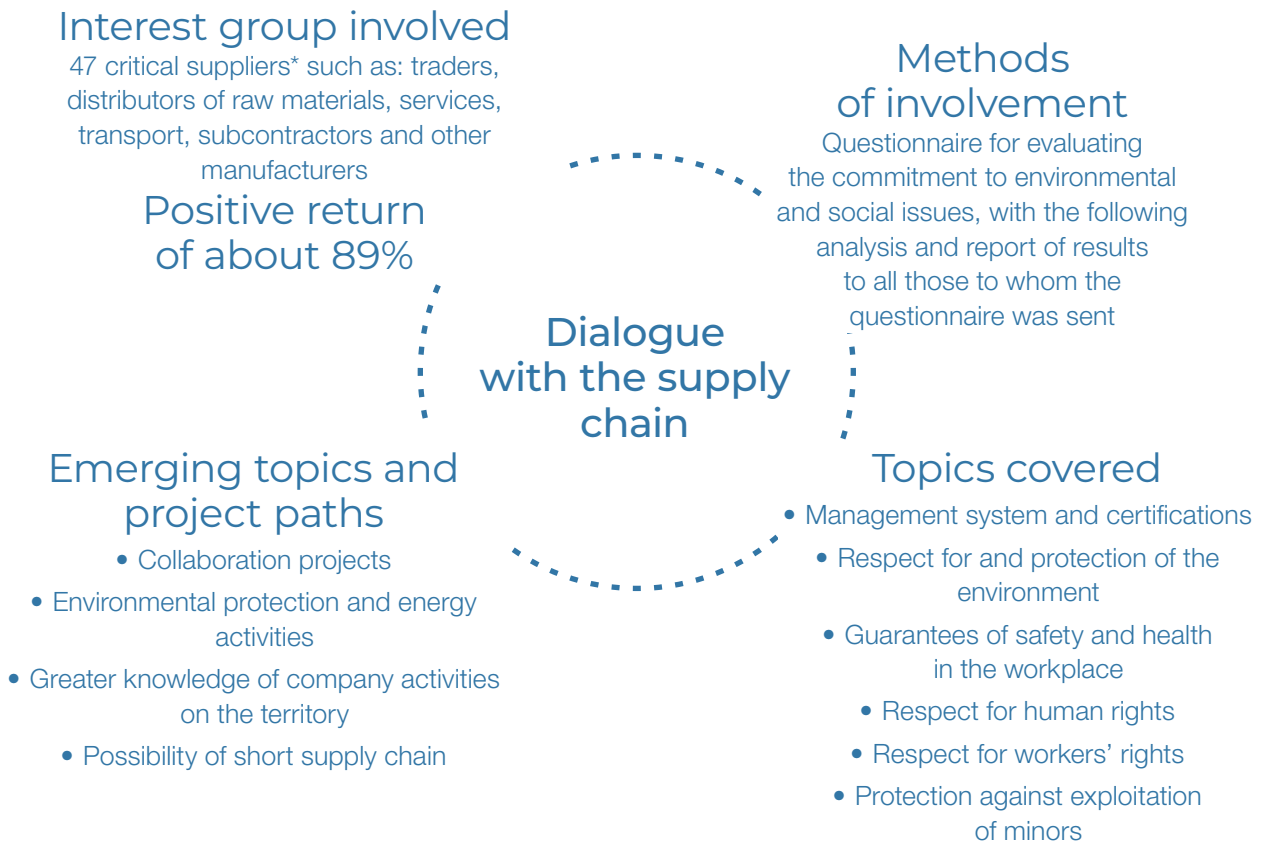 Interest group involved
47 critical suppliers* such as: traders,
distributors of raw materials, services,
transport, subcontractors and other
manufacturers
Positive return
of about 89%
Methods
of involvement
Questionnaire for evaluating
the commitment to environmental
and social issues, with the following
analysis and report of results
to all those to whom the
questionnaire was sent
Dialogue
with the supply
chain
Emerging topics and
project paths
• Collaboration projects
• Environmental protection and energy
activities
• Greater knowledge of company activities
on the territory
• Possibility of short supply chain
Topics covered
• Management system and certifications
• Respect for and protection of the
environment
• Guarantees of safety and health
in the workplace
• Respect for human rights
• Respect for workers’ rights
• Protection against exploitation
of minors